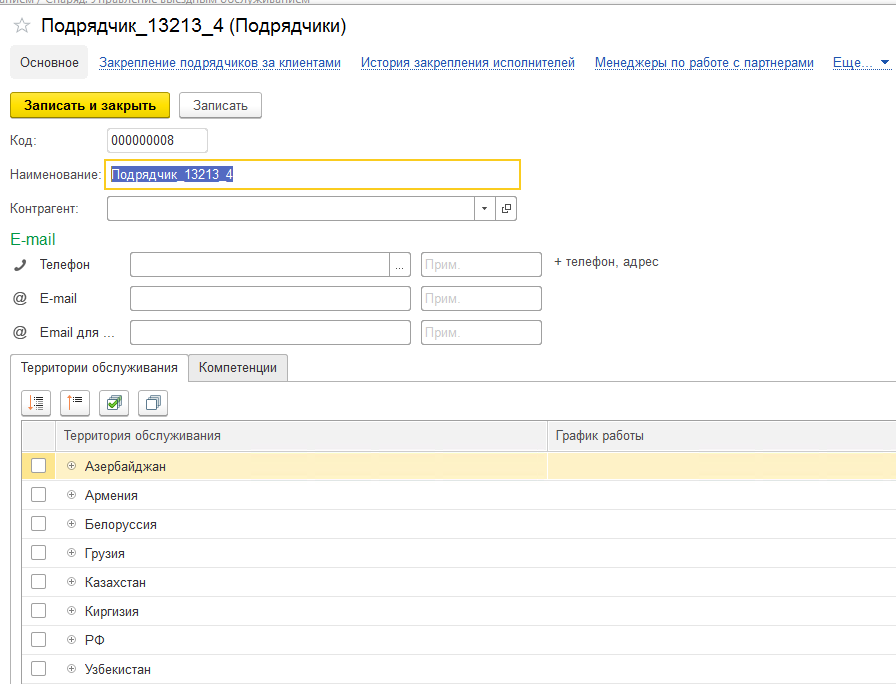 Подрядчик_13213_4 (Подрядчики)
Основное Закрепление подрядчиков за клиентами История закрепления исполнителей Менеджеры по работе с партнерами Еще...
Записать и закрыть Записать
Код: 000000008
Наименование: Подрядчик_13213_4
Контрагент:
E-mail
Телефон ... Прим. + телефон, адрес
@ E-mail Прим.
@ Email для ... Прим.
Территории обслуживания Компетенции
Территория обслуживания График работы
Азербайджан
Армения
Белоруссия
Грузия
Казахстан
Киргизия
РФ
Узбекистан